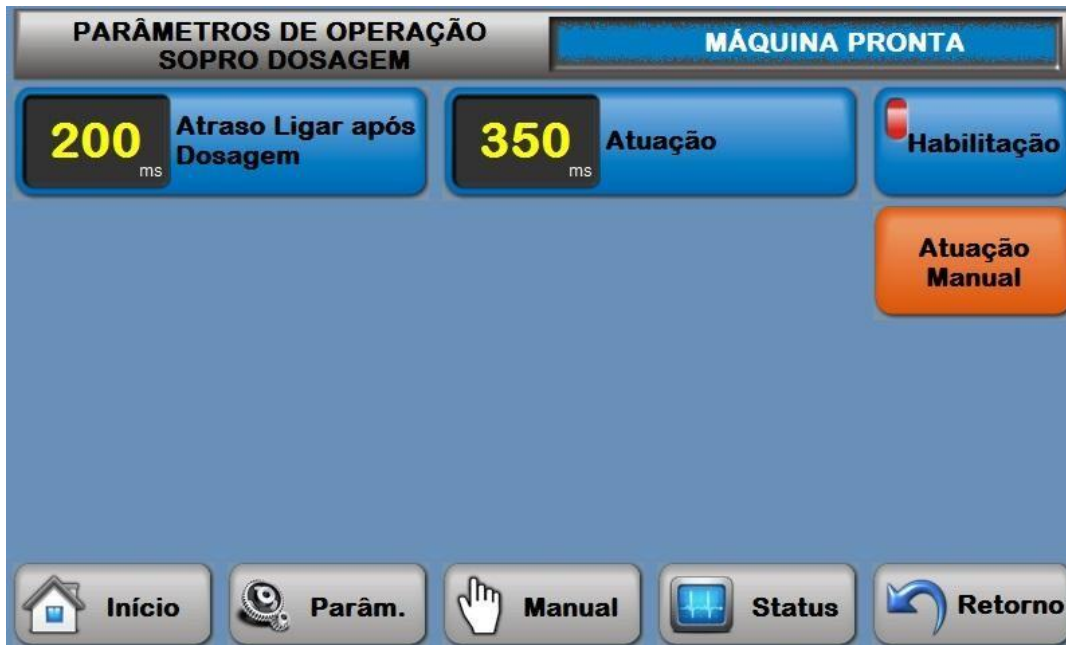 PARÂMETROS DE OPERAÇÃO
SOPRO DOSAGEM
MÁQUINA PRONTA
200
ms
Atraso Ligar após
Dosagem
350
ms
Atuação
Habilitação
Atuação
Manual
Início
Parâm.
Manual
Status
Retorno